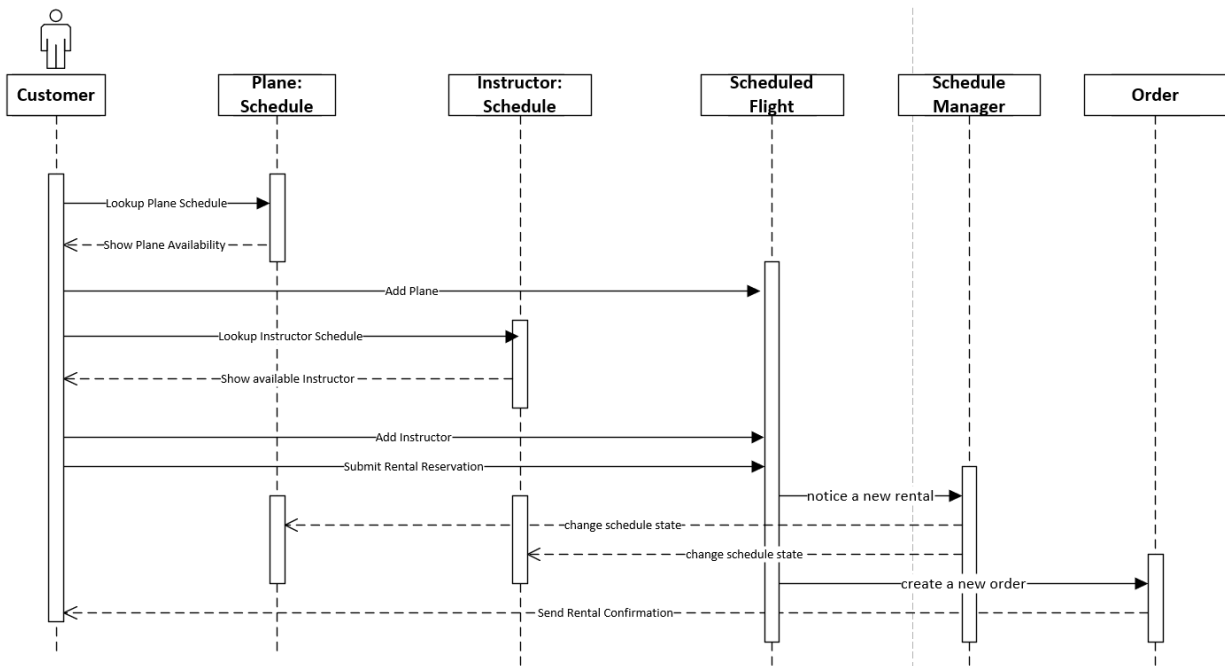 Customer
Plane:
Schedule
Instructor:
Schedule
Scheduled
Flight
Schedule
Manager
Order
Lookup Plane Schedule
Show Plane Availability
Add Plane
Lookup Instructor Schedule
Show available Instructor
Add Instructor
Submit Rental Reservation
notice a new rental
change schedule state
change schedule state
create a new order
Send Rental Confirmation